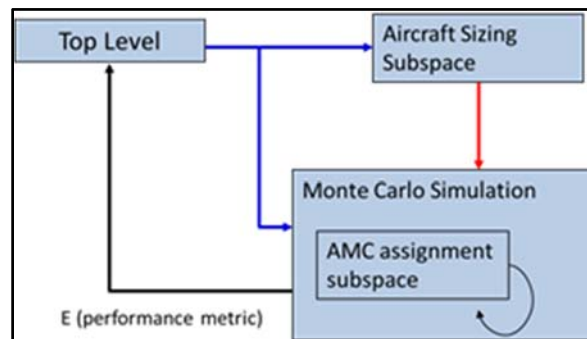 Top Level
Aircraft Sizing
Subspace
Monte Carlo Simulation
AMC assignment
subspace
E (performance metric)